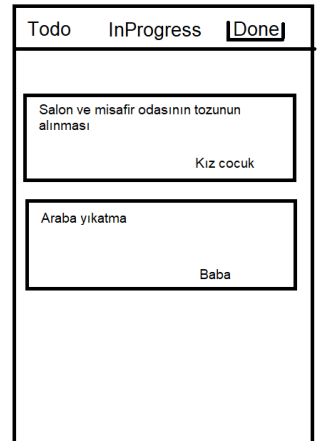 Todo InProgress Done
Salon ve misafir odasının tozunun
alınması
Kız cocuk
Araba yıkatma
Baba